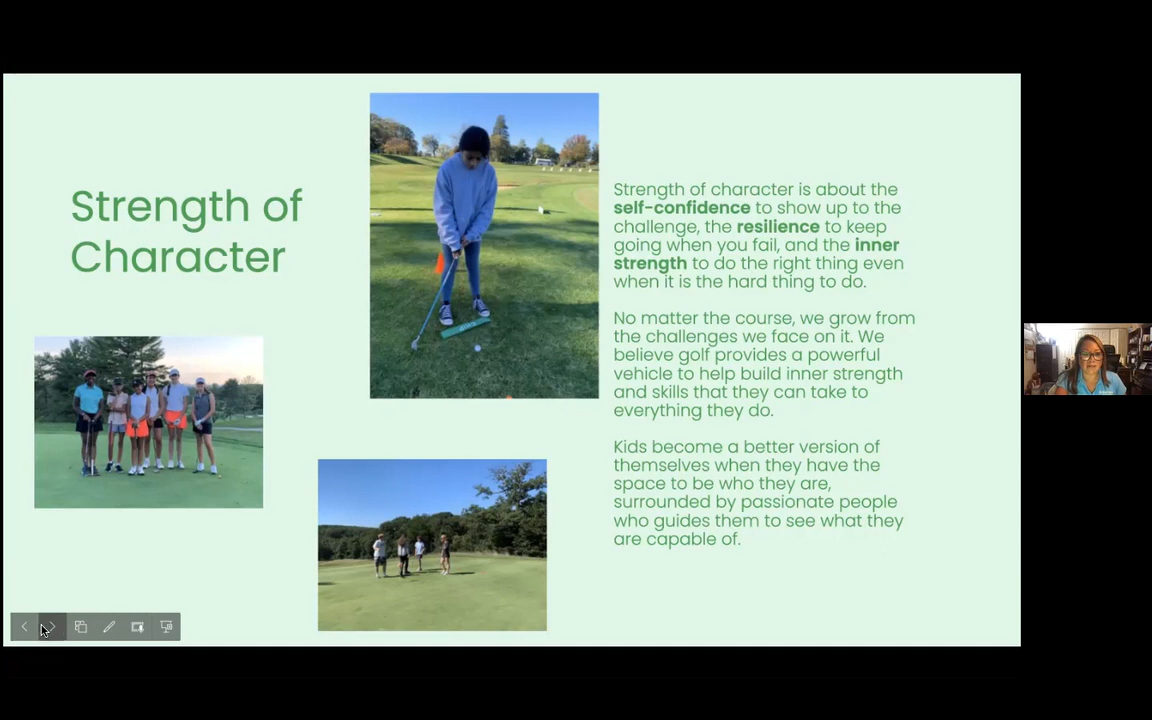 Strength of
Character
Strength of character is about the
self-confidence to show up to the
challenge, the resilience to keep
going when you fail, and the inner
strength to do the right thing even
when it is the hard thing to do.
No matter the course, we grow from
the challenges we face on it. We
believe golf provides a powerful
vehicle to help build inner strength
and skills that they can take to
everything they do.
Kids become a better version of
themselves when they have the
space to be who they are,
surrounded by passionate people
who guides them to see what they
are capable of.